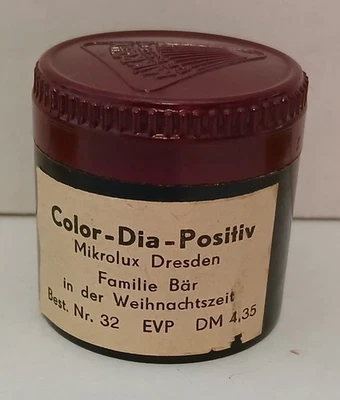 Color-Dia-Positiv
Mikrolux Dresden
Familie Bär
in der Weihnachtszeit
Best. Nr. 32 EVP DM 4,35